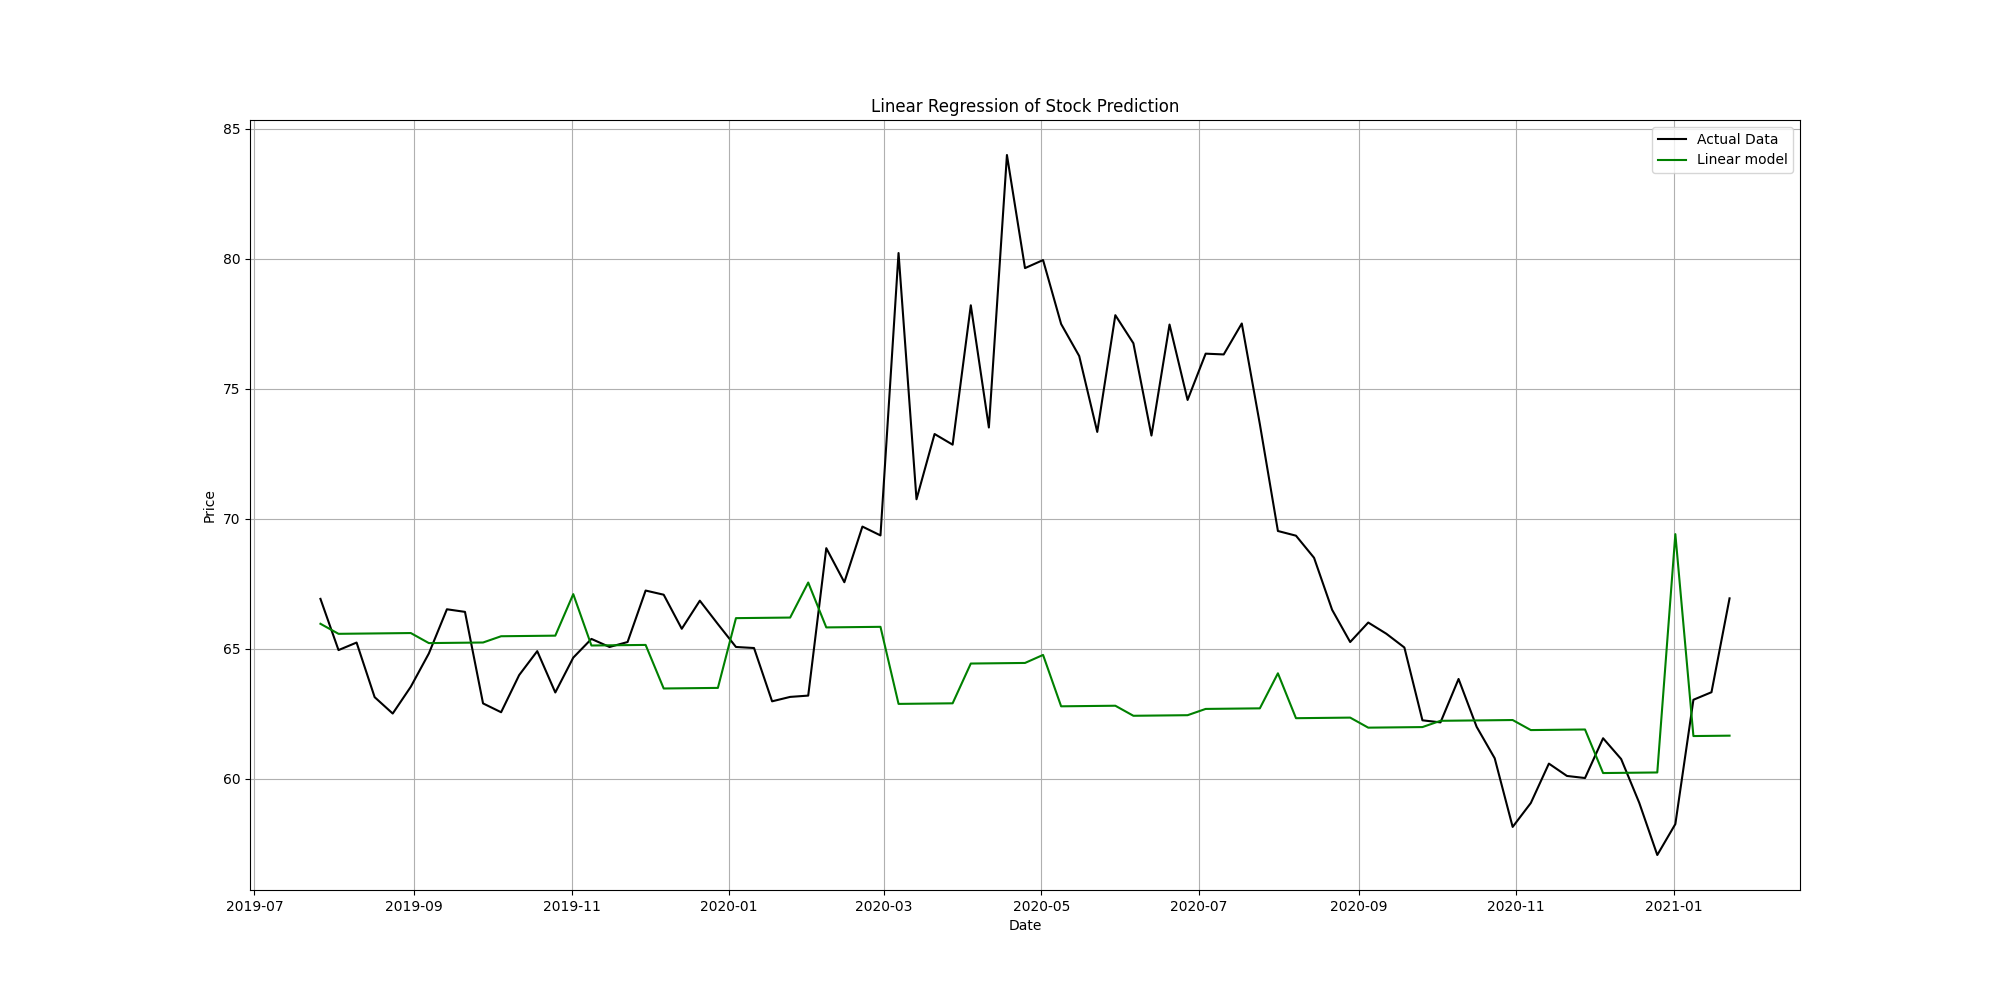 Linear Regression of Stock Prediction
85
80
75
70
65
60
Price
Actual Data
Linear model
2019-07 2019-09 2019-11 2020-01 2020-03 2020-05 2020-07 2020-09 2020-11 2021-01
Date